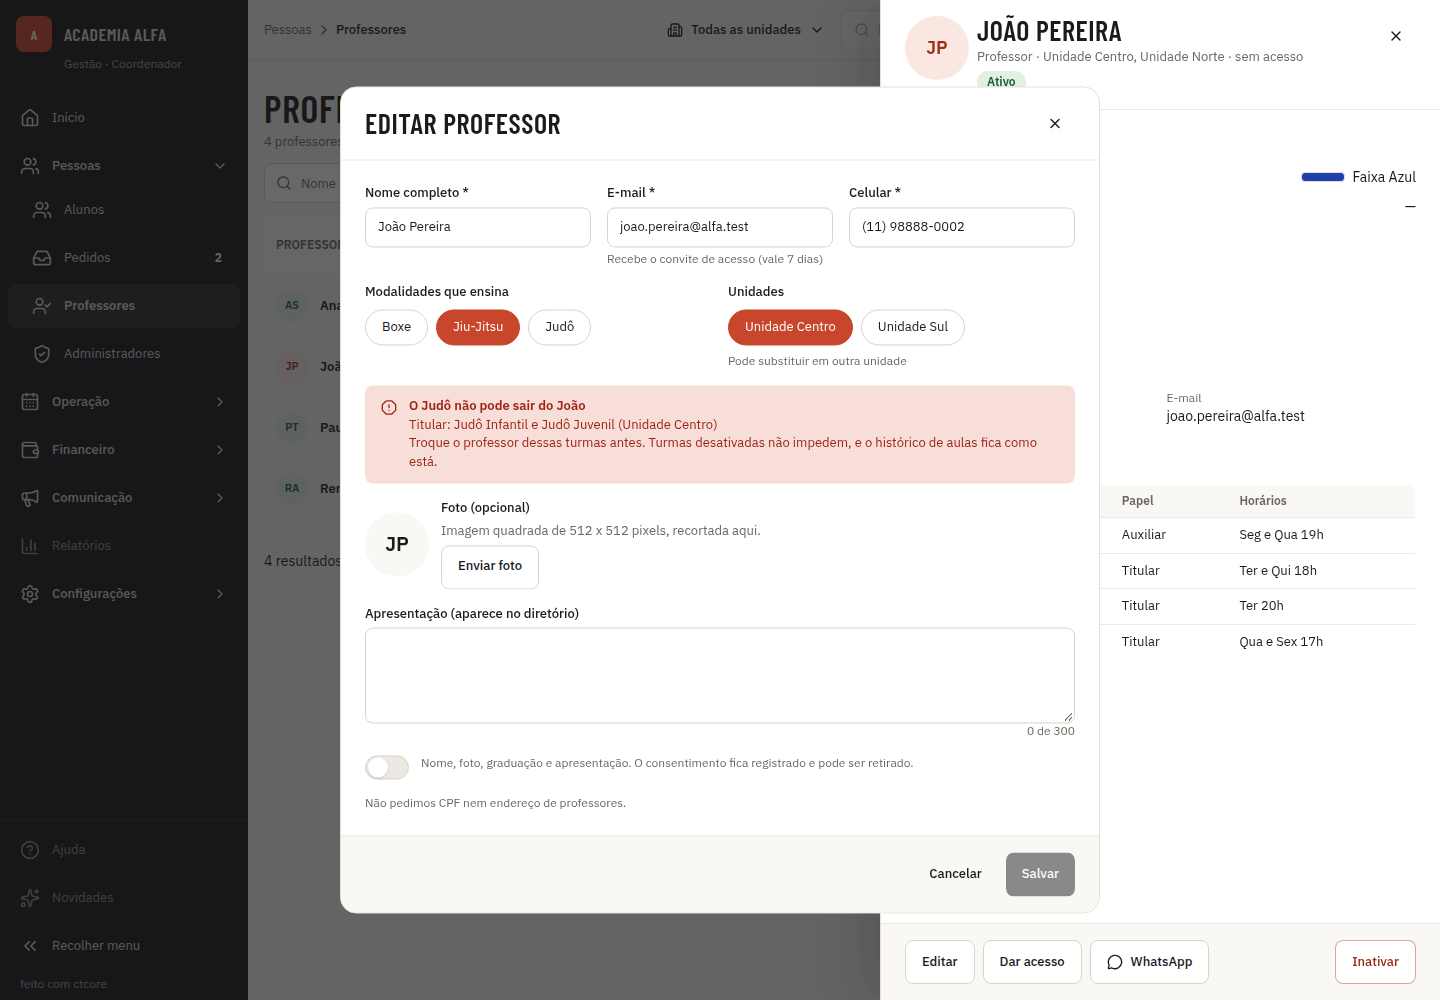 A
ACADEMIA ALFA
Gestão · Coordenador
Início
Pessoas
Alunos
Pedidos 2
Professores
Administradores
Operação
Financeiro
Comunicação
Relatórios
Configurações
Ajuda
Novidades
Recolher menu
feito com ctcore
Pessoas > Professores
Todas as unidades
4 professores
Nome
AS
JP
PT
RA
4 resultados
JP
JOÃO PEREIRA
Professor · Unidade Centro, Unidade Norte · sem acesso
Ativo
Faixa Azul
—
E-mail
joao.pereira@alfa.test
Papel Horários
Auxiliar Seg e Qua 19h
Titular Ter e Qui 18h
Titular Ter 20h
Titular Qua e Sex 17h
Editar Dar acesso WhatsApp Inativar
EDITAR PROFESSOR
Nome completo * E-mail * Celular *
João Pereira joao.pereira@alfa.test (11) 98888-0002
Recebe o convite de acesso (vale 7 dias)
Modalidades que ensina Unidades
Boxe Jiu-Jitsu Judô Unidade Centro Unidade Sul
Pode substituir em outra unidade
O Judô não pode sair do João
Titular: Judô Infantil e Judô Juvenil (Unidade Centro)
Troque o professor dessas turmas antes. Turmas desativadas não impedem, e o histórico de aulas fica como
está.
JP
Foto (opcional)
Imagem quadrada de 512 x 512 pixels, recortada aqui.
Enviar foto
Apresentação (aparece no diretório)
0 de 300
Nome, foto, graduação e apresentação. O consentimento fica registrado e pode ser retirado.
Não pedimos CPF nem endereço de professores.
Cancelar Salvar